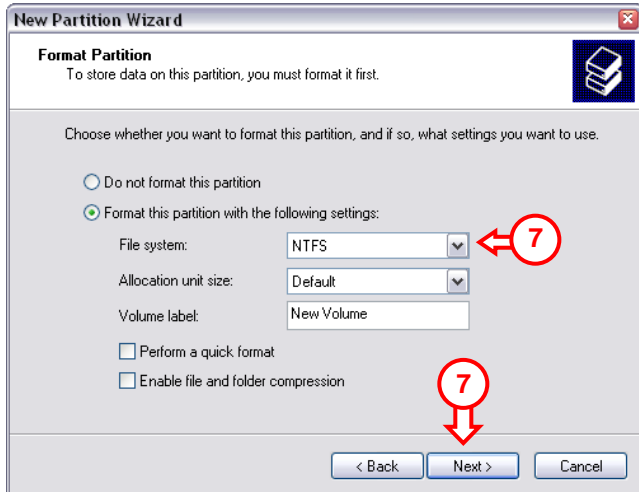 New Partition Wizard
Format Partition
To store data on this partition, you must format it first.
Choose whether you want to format this partition, and if so, what settings you want to use.
Do not format this partition
Format this partition with the following settings:
File system: NTFS 7
Allocation unit size: Default
Volume label: New Volume
Perform a quick format
Enable file and folder compression
7
< Back Next > Cancel